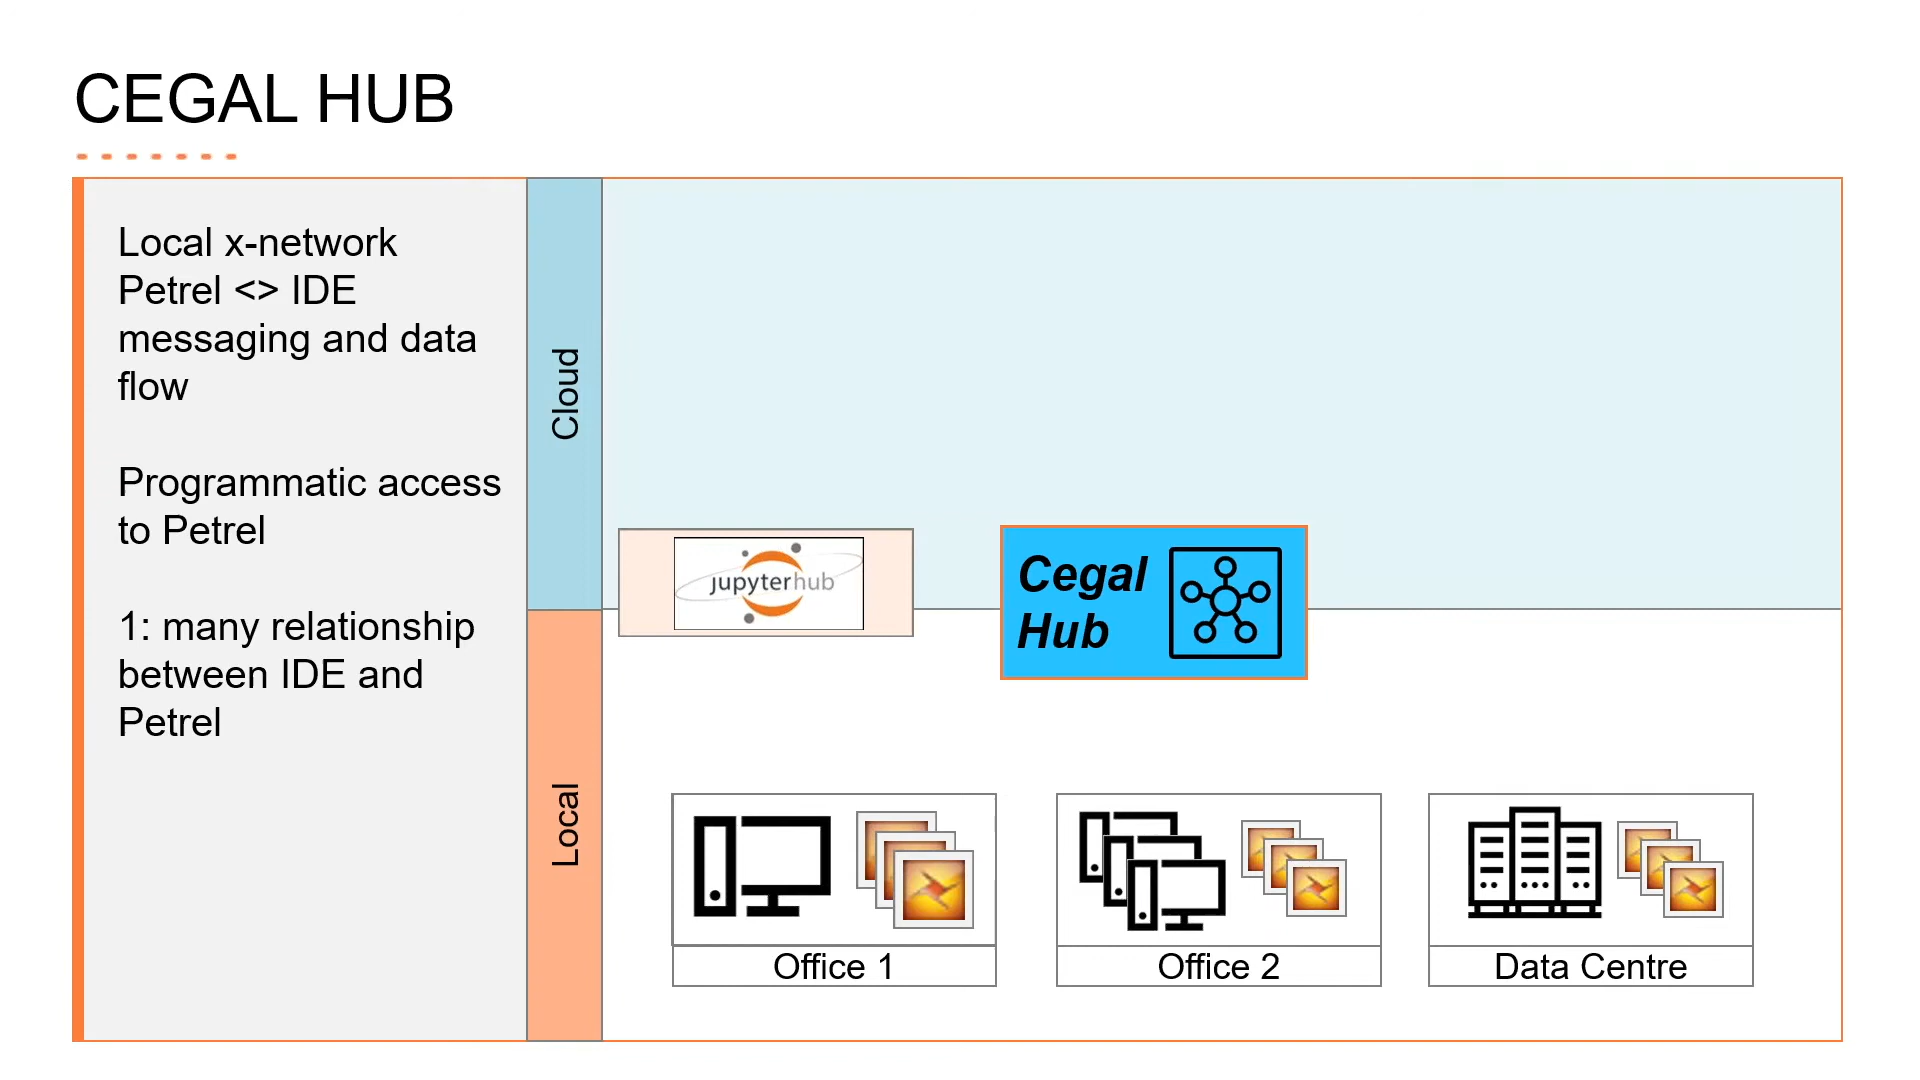 CEGAL HUB
Local x-network
Petrel <> IDE
messaging and data
flow
Programmatic access
to Petrel
1: many relationship
between IDE and
Petrel
Cloud
Local
jupyterhub
Cegal
Hub
Office 1
Office 2
Data Centre